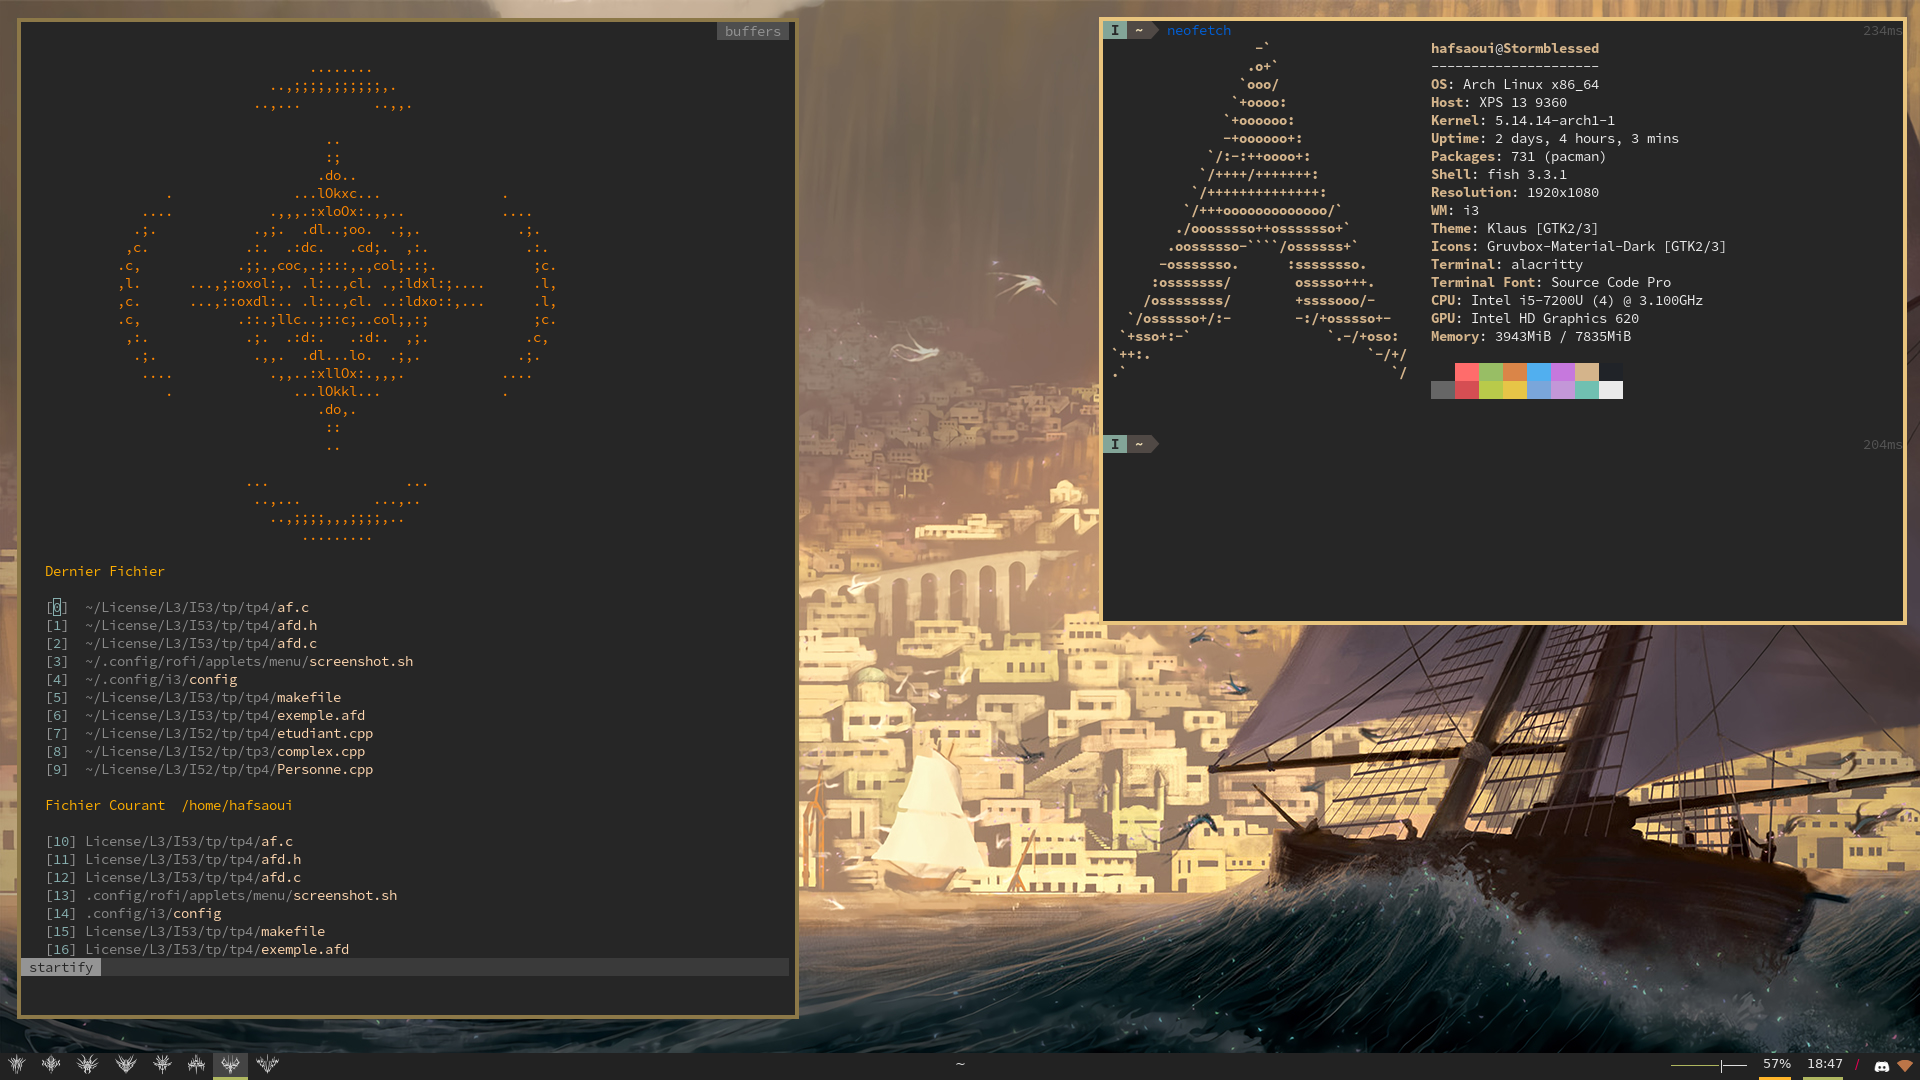 buffers
Dernier Fichier
[0] ~/License/L3/I53/tp/tp4/af.c
[1] ~/License/L3/I53/tp/tp4/afd.h
[2] ~/License/L3/I53/tp/tp4/afd.c
[3] ~/.config/rofi/applets/menu/screenshot.sh
[4] ~/.config/i3/config
[5] ~/License/L3/I53/tp/tp4/makefile
[6] ~/License/L3/I53/tp/tp4/exemple.afd
[7] ~/License/L3/I52/tp/tp4/etudiant.cpp
[8] ~/License/L3/I52/tp/tp3/complex.cpp
[9] ~/License/L3/I52/tp/tp4/Personne.cpp
Fichier Courant /home/hafsaoui
[10] License/L3/I53/tp/tp4/af.c
[11] License/L3/I53/tp/tp4/afd.h
[12] License/L3/I53/tp/tp4/afd.c
[13] .config/rofi/applets/menu/screenshot.sh
[14] .config/i3/config
[15] License/L3/I53/tp/tp4/makefile
[16] License/L3/I53/tp/tp4/exemple.afd
startify
I ~ neofetch 234ms
hafsaoui@Stormblessed
---------------------
OS: Arch Linux x86_64
Host: XPS 13 9360
Kernel: 5.14.14-arch1-1
Uptime: 2 days, 4 hours, 3 mins
Packages: 731 (pacman)
Shell: fish 3.3.1
Resolution: 1920x1080
WM: i3
Theme: Klaus [GTK2/3]
Icons: Gruvbox-Material-Dark [GTK2/3]
Terminal: alacritty
Terminal Font: Source Code Pro
CPU: Intel i5-7200U (4) @ 3.100GHz
GPU: Intel HD Graphics 620
Memory: 3943MiB / 7835MiB
I ~ 204ms
~
57% 18:47 /